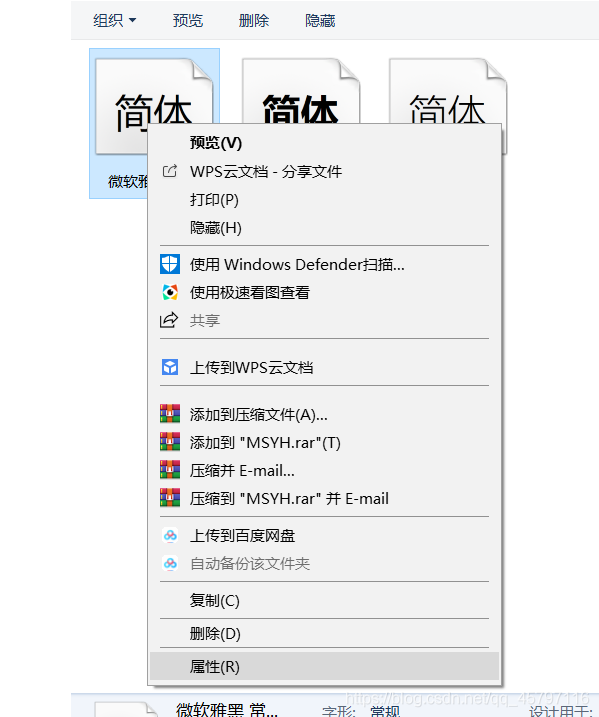 组织 预览 删除 隐藏
简体 简体 简体
微软雅
预览(V)
WPS云文档 - 分享文件
打印(P)
隐藏(H)
使用 Windows Defender扫描...
使用极速看图查看
共享
上传到WPS云文档
添加到压缩文件(A)...
添加到 "MSYH.rar"(T)
压缩并 E-mail...
压缩到 "MSYH.rar" 并 E-mail
上传到百度网盘
自动备份该文件夹
复制(C)
删除(D)
属性(R)
https://blog.csdn.net/qq_45797116
微软雅黑 常... 字形: 常规 设计用于: